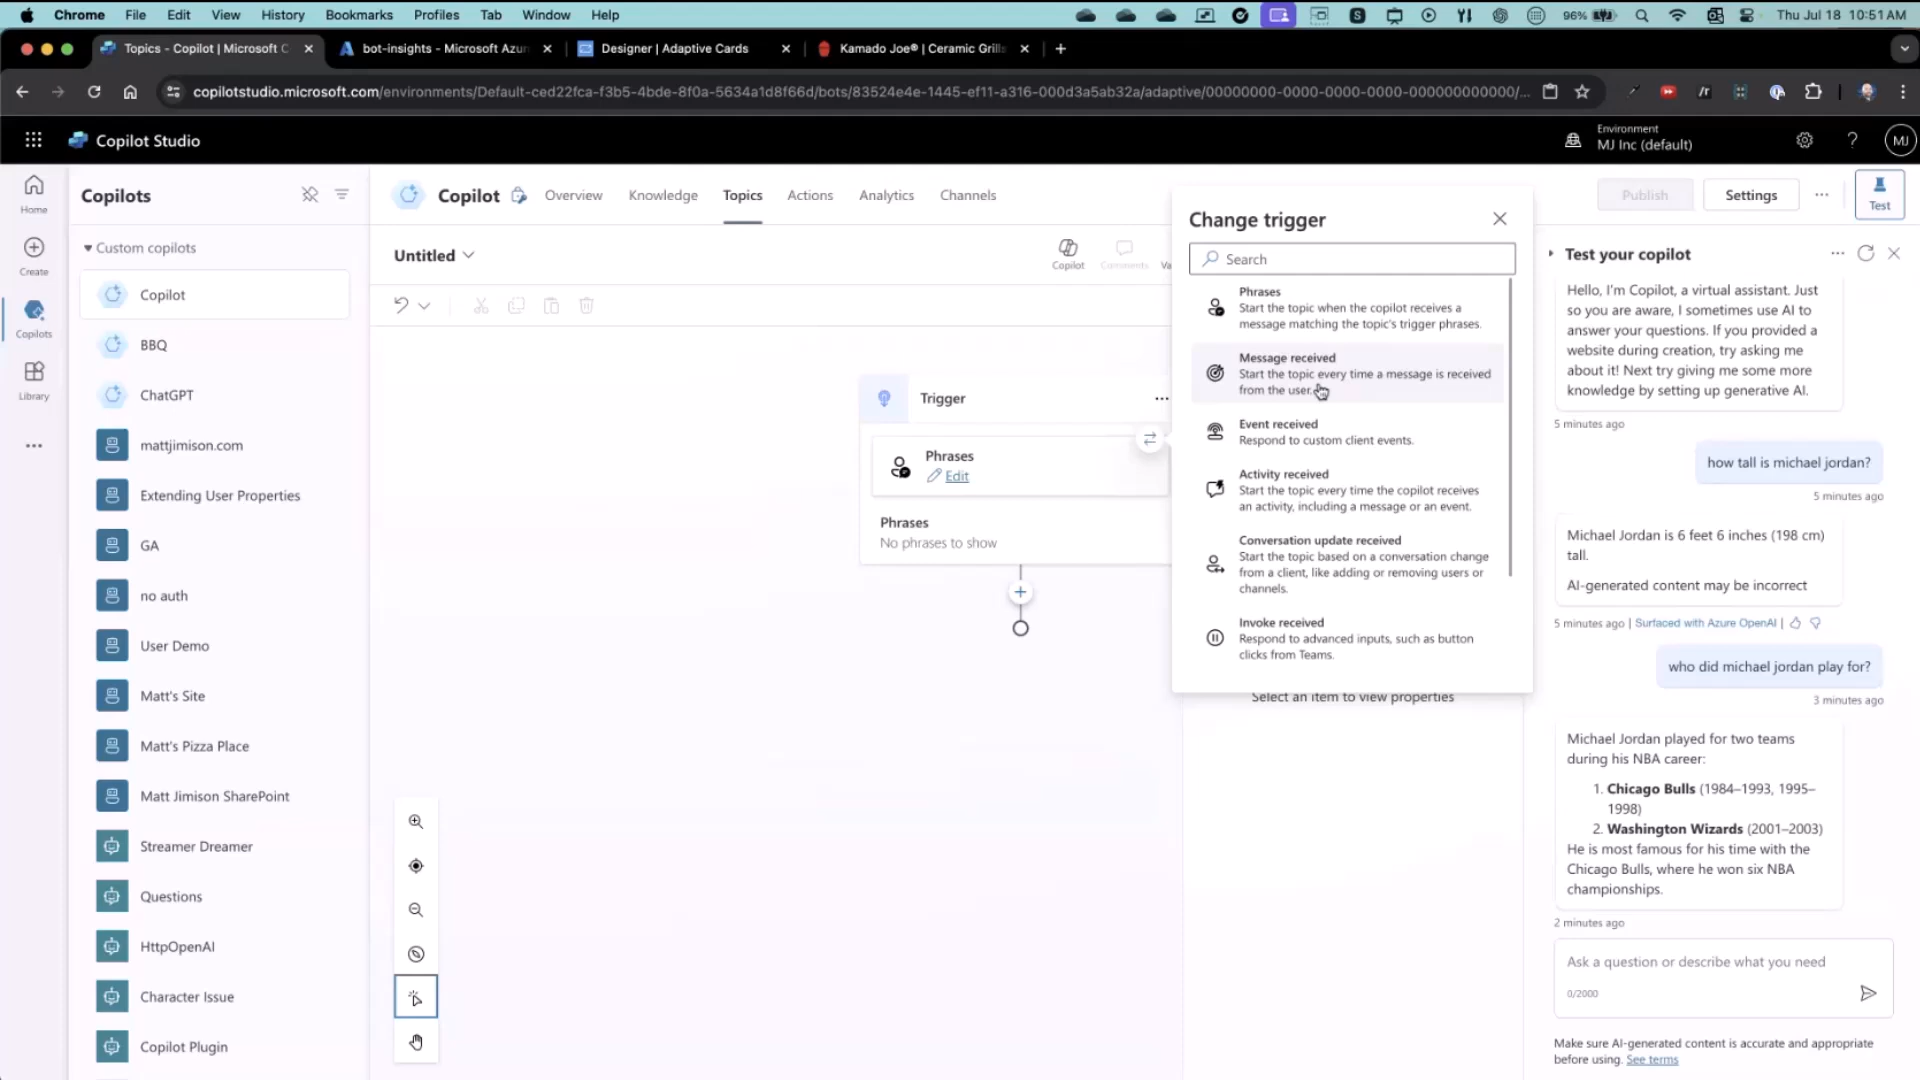 Chrome File Edit View History Bookmarks Profiles Tab Window Help 96% Thu Jul 18 10:51 AM
Topics - Copilot | Microsoft C
bot-insights - Microsoft Azur
Designer | Adaptive Cards
Kamado Joe® | Ceramic Grills
copilotstudio.microsoft.com/environments/Default-ced22fca-f3b5-4bde-8f0a-5634a1d8f66d/bots/83524e4e-1445-ef11-a316-000d3a5ab32a/adaptive/00000000-0000-0000-0000-000000000000/...
Copilot Studio
Environment
MJ Inc (default)
MJ
Home
Create
Copilots
Library
Copilots
Custom copilots
Copilot
BBQ
ChatGPT
mattjimison.com
Extending User Properties
GA
no auth
User Demo
Matt's Site
Matt's Pizza Place
Matt Jimison SharePoint
Streamer Dreamer
Questions
HttpOpenAI
Character Issue
Copilot Plugin
Copilot Overview Knowledge Topics Actions Analytics Channels
Publish Settings Test
Untitled
Copilot Comments Va
Trigger
Phrases
Edit
Phrases
No phrases to show
Change trigger
Search
Phrases
Start the topic when the copilot receives a
message matching the topic's trigger phrases.
Message received
Start the topic every time a message is received
from the user.
Event received
Respond to custom client events.
Activity received
Start the topic every time the copilot receives
an activity, including a message or an event.
Conversation update received
Start the topic based on a conversation change
from a client, like adding or removing users or
channels.
Invoke received
Respond to advanced inputs, such as button
clicks from Teams.
Select an item to view properties
Test your copilot
Hello, I'm Copilot, a virtual assistant. Just
so you are aware, I sometimes use AI to
answer your questions. If you provided a
website during creation, try asking me
about it! Next try giving me some more
knowledge by setting up generative AI.
5 minutes ago
how tall is michael jordan?
5 minutes ago
Michael Jordan is 6 feet 6 inches (198 cm)
tall.
AI-generated content may be incorrect
5 minutes ago | Surfaced with Azure OpenAI |
who did michael jordan play for?
3 minutes ago
Michael Jordan played for two teams
during his NBA career:
1. Chicago Bulls (1984–1993, 1995–
1998)
2. Washington Wizards (2001–2003)
He is most famous for his time with the
Chicago Bulls, where he won six NBA
championships.
2 minutes ago
Ask a question or describe what you need
0/2000
Make sure AI-generated content is accurate and appropriate
before using. See terms